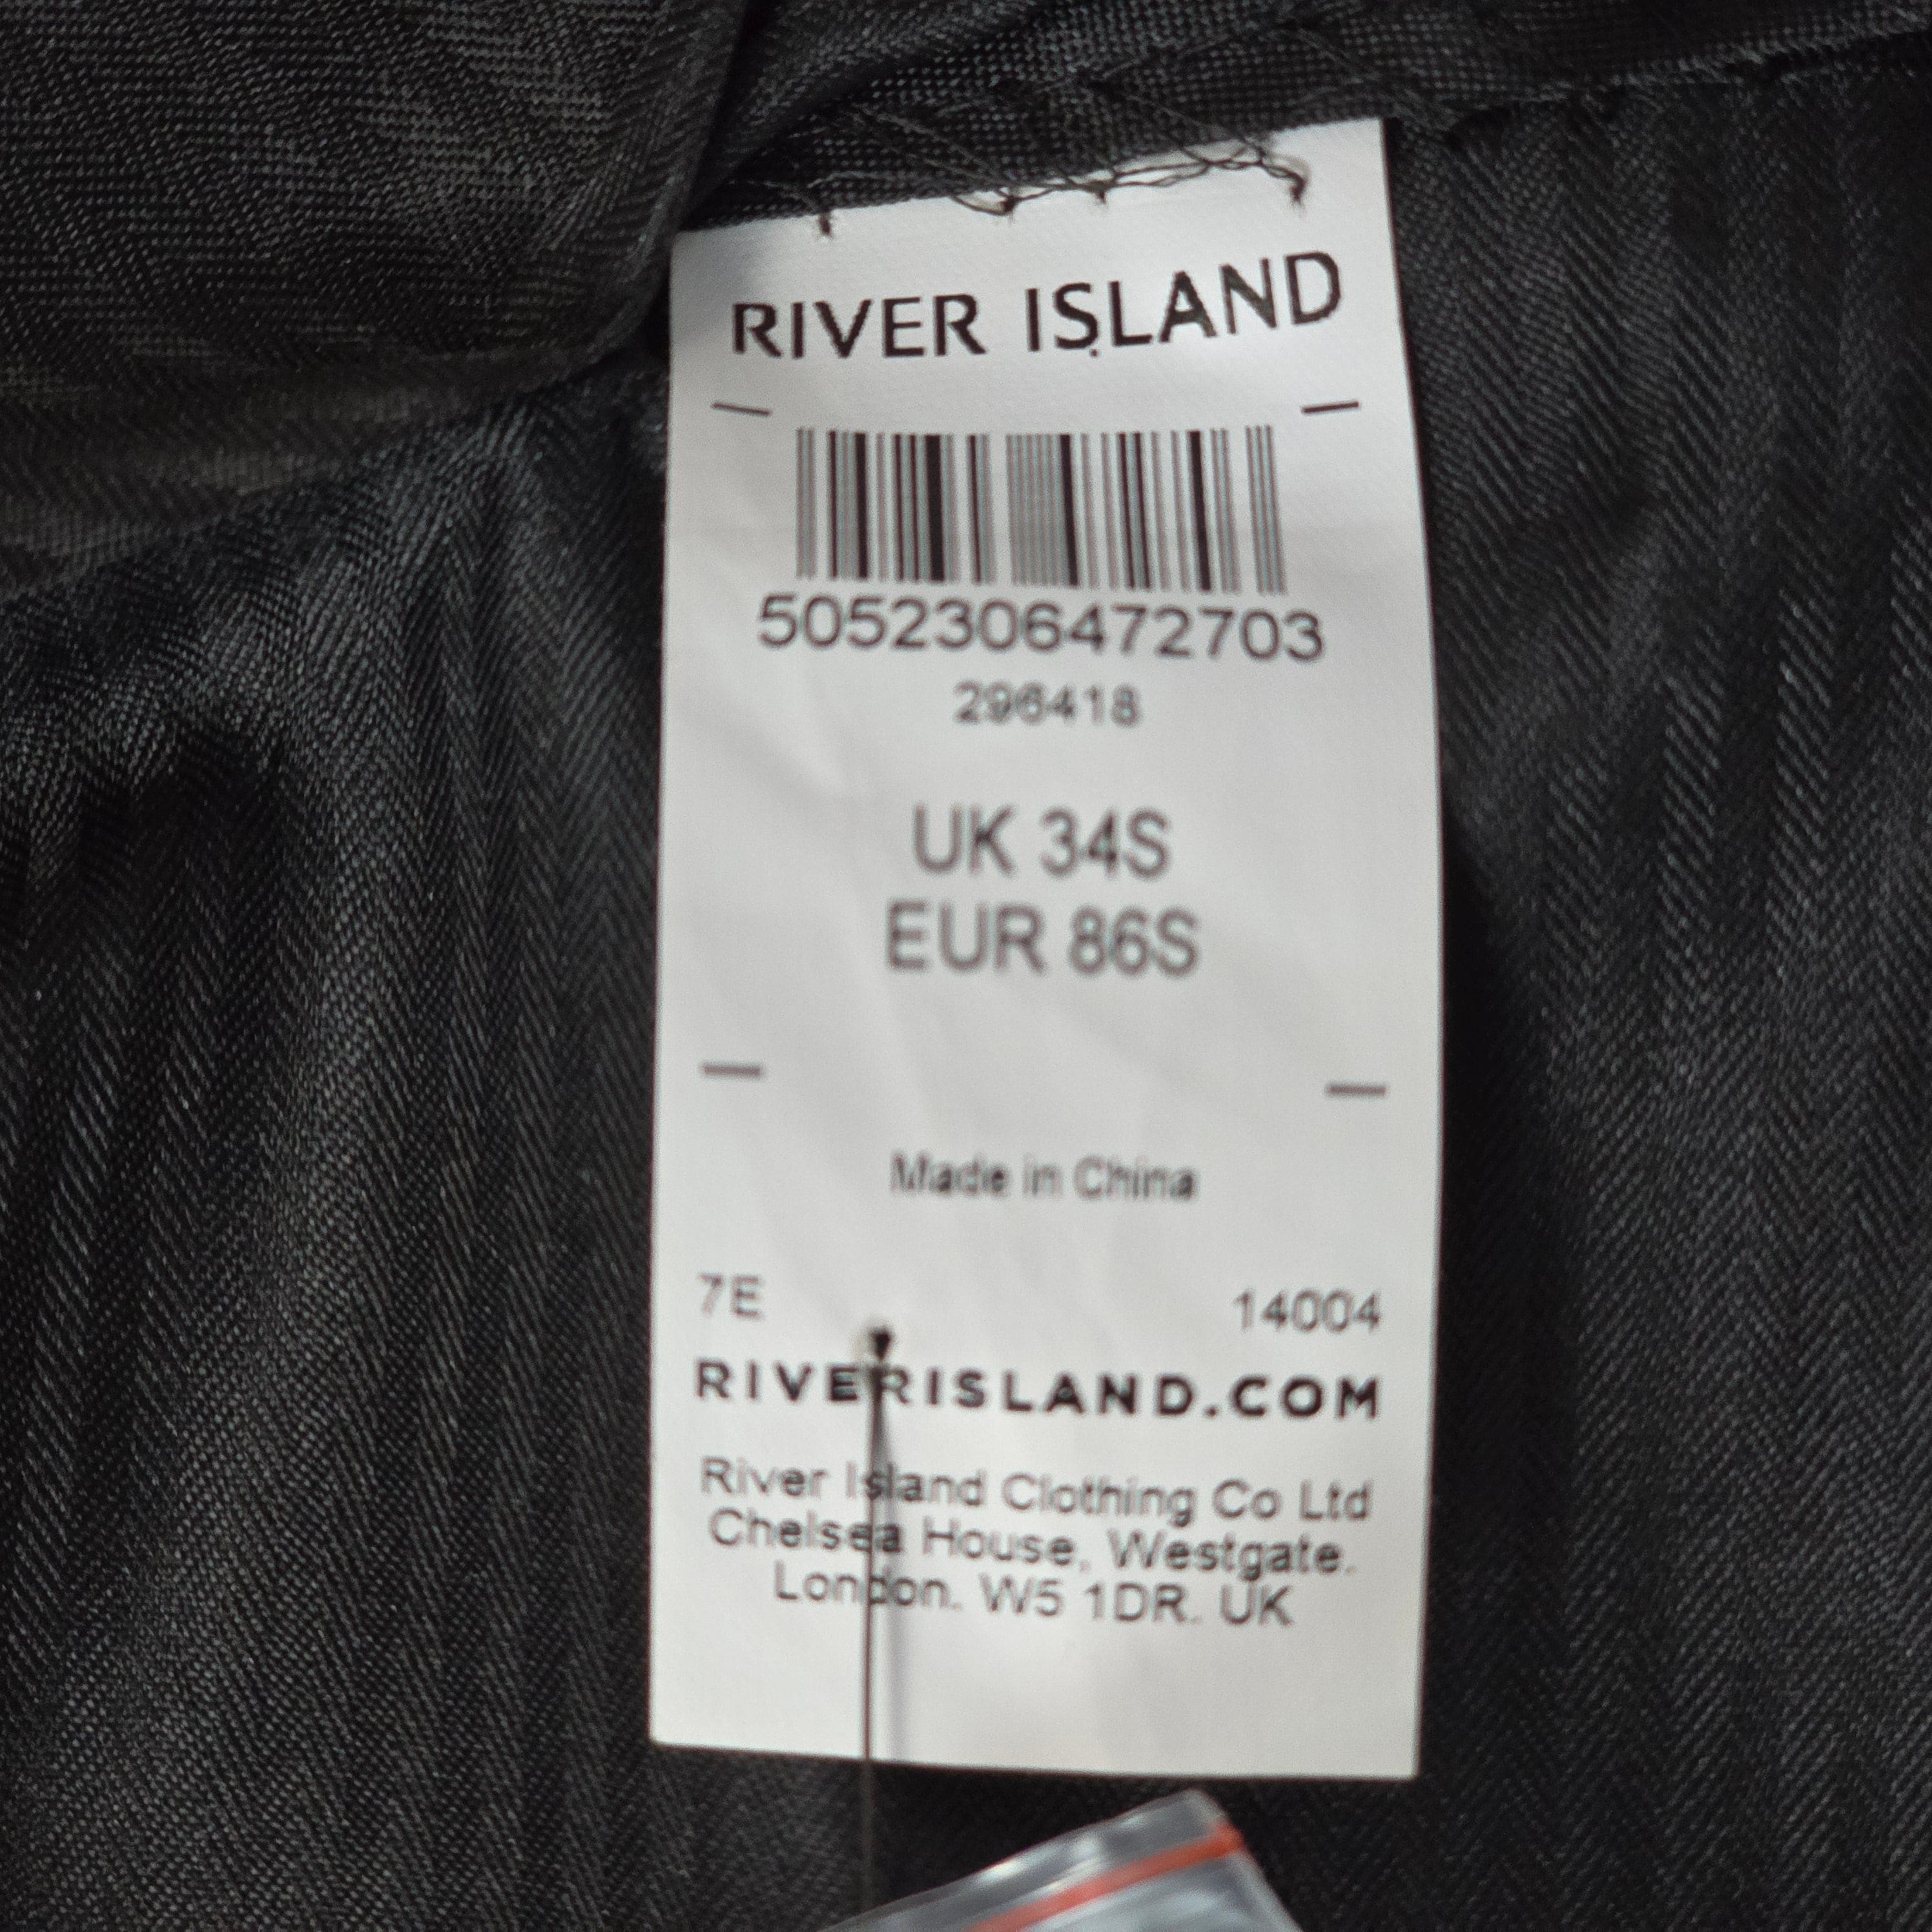 RIVER ISLAND
5052306472703
296418
UK 34S
EUR 86S
Made in China
7E 14004
RIVERISLAND.COM
River Island Clothing Co Ltd
Chelsea House, Westgate.
London. W5 1DR. UK